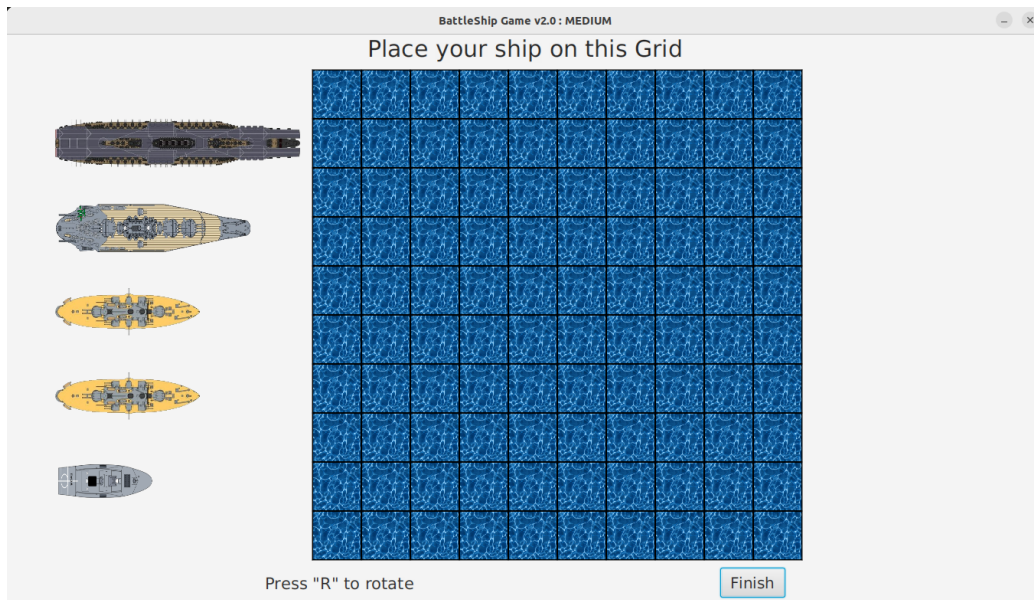 BattleShip Game v2.0 : MEDIUM
Place your ship on this Grid
Press "R" to rotate
Finish